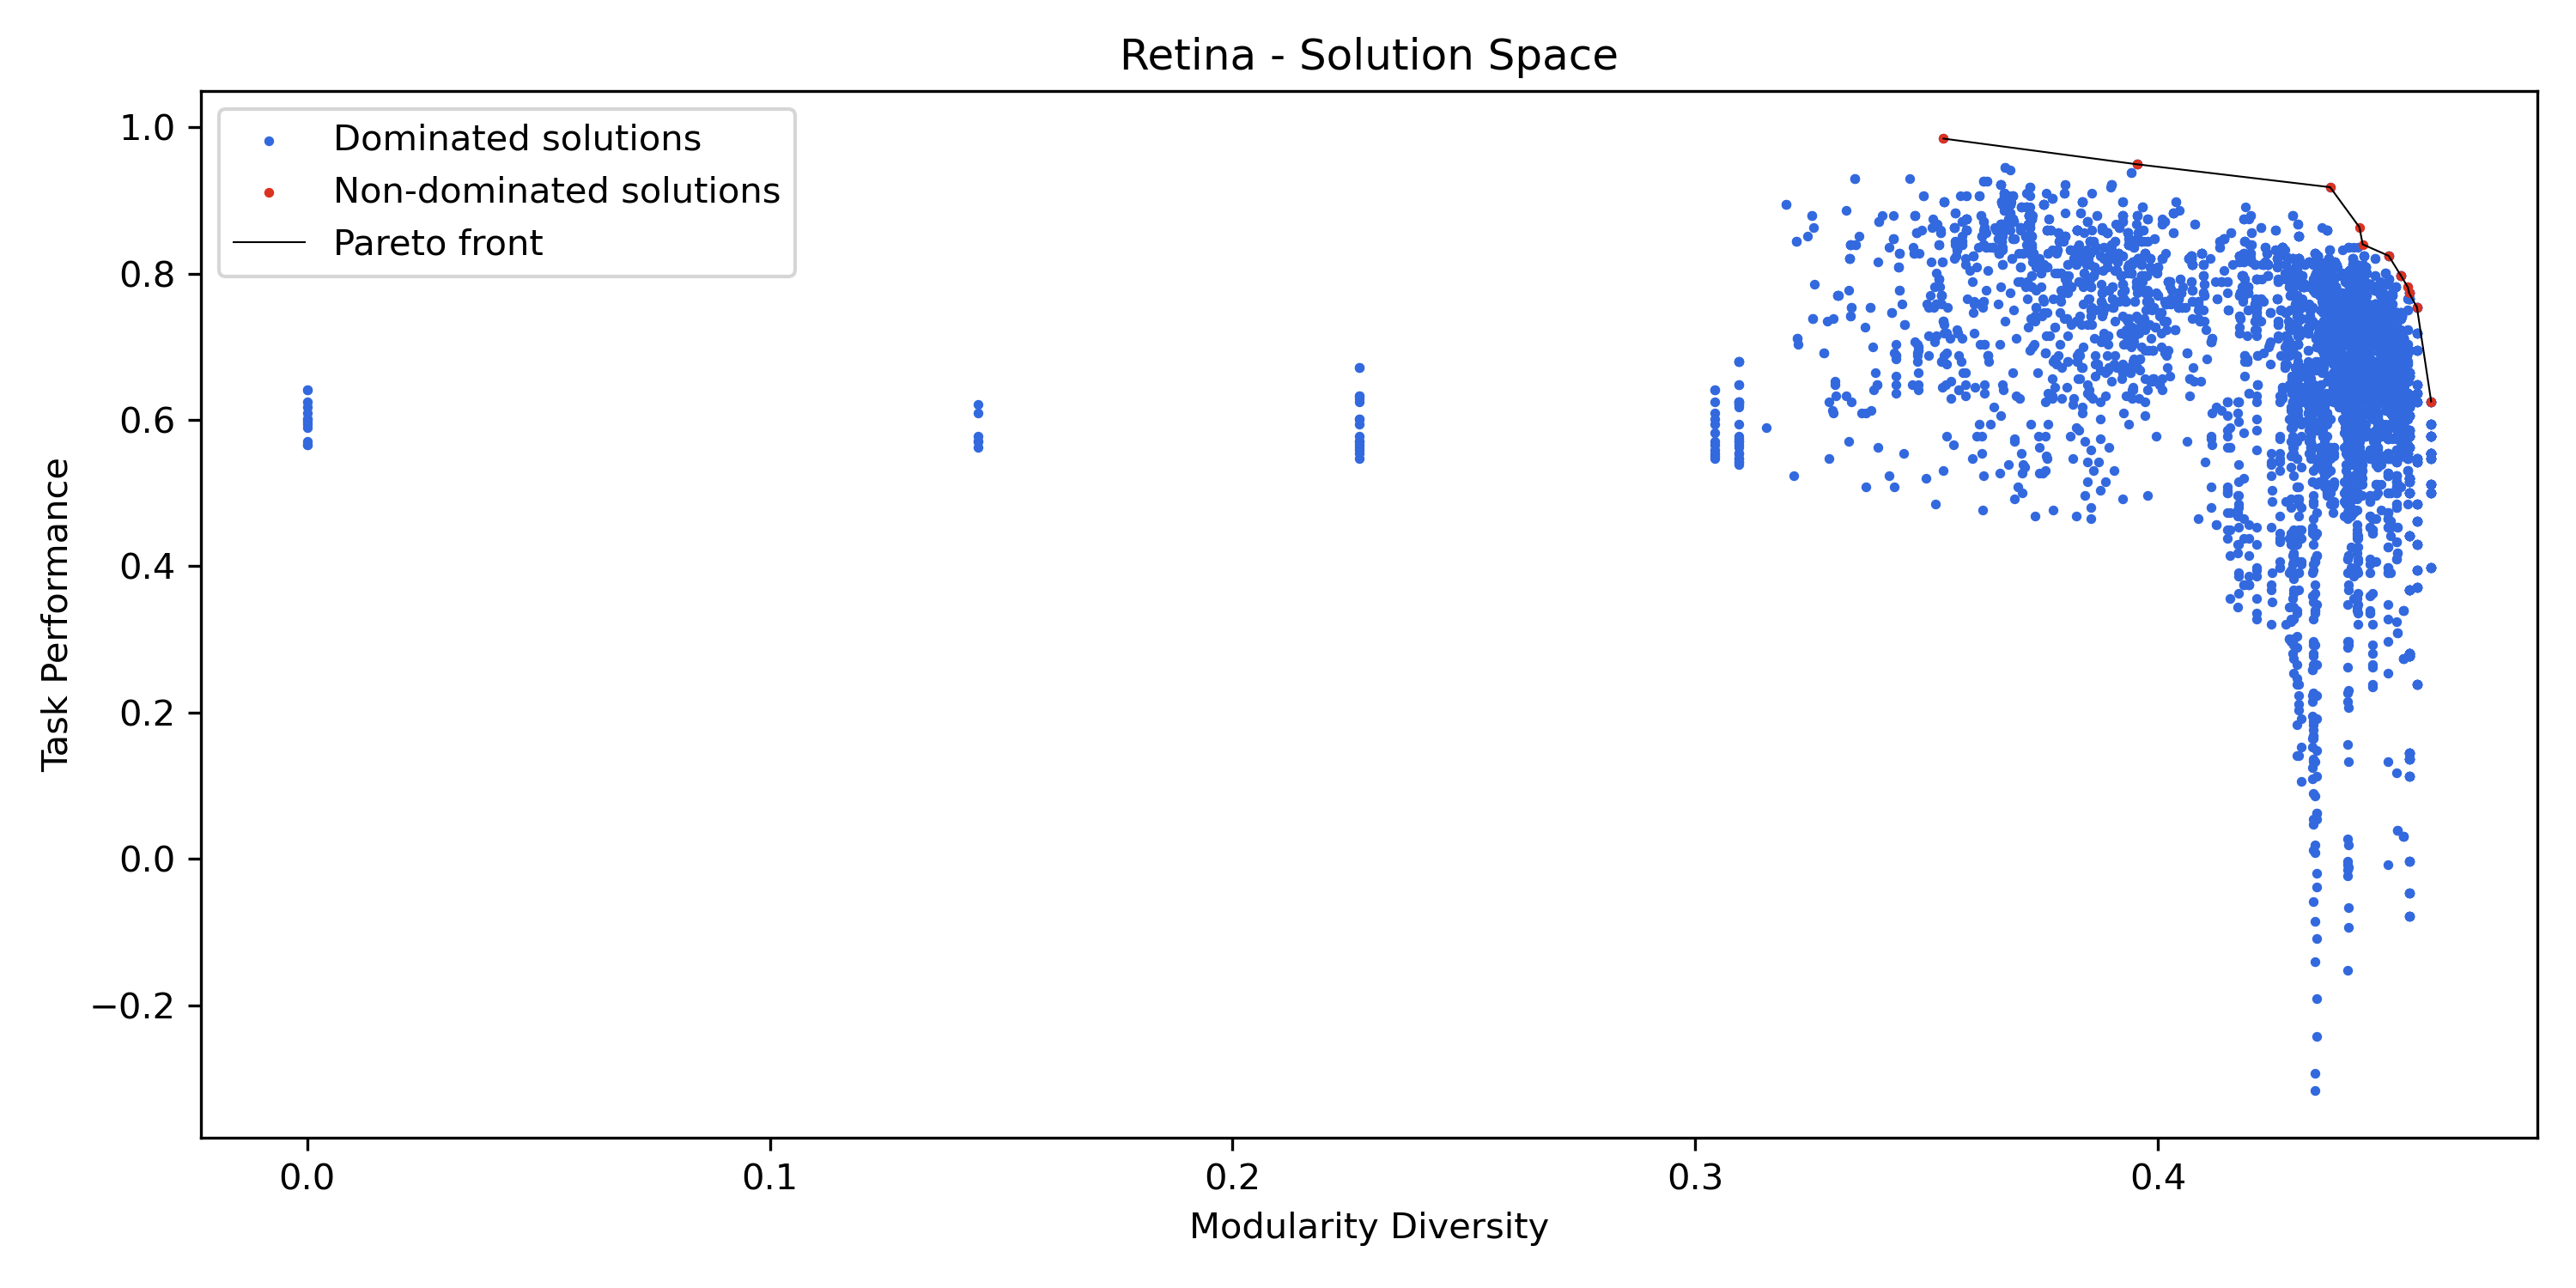 Retina - Solution Space
Dominated solutions
Non-dominated solutions
Pareto front
1.0
0.8
0.6
0.4
0.2
0.0
−0.2
Task Performance
0.0
0.1
0.2
0.3
0.4
Modularity Diversity